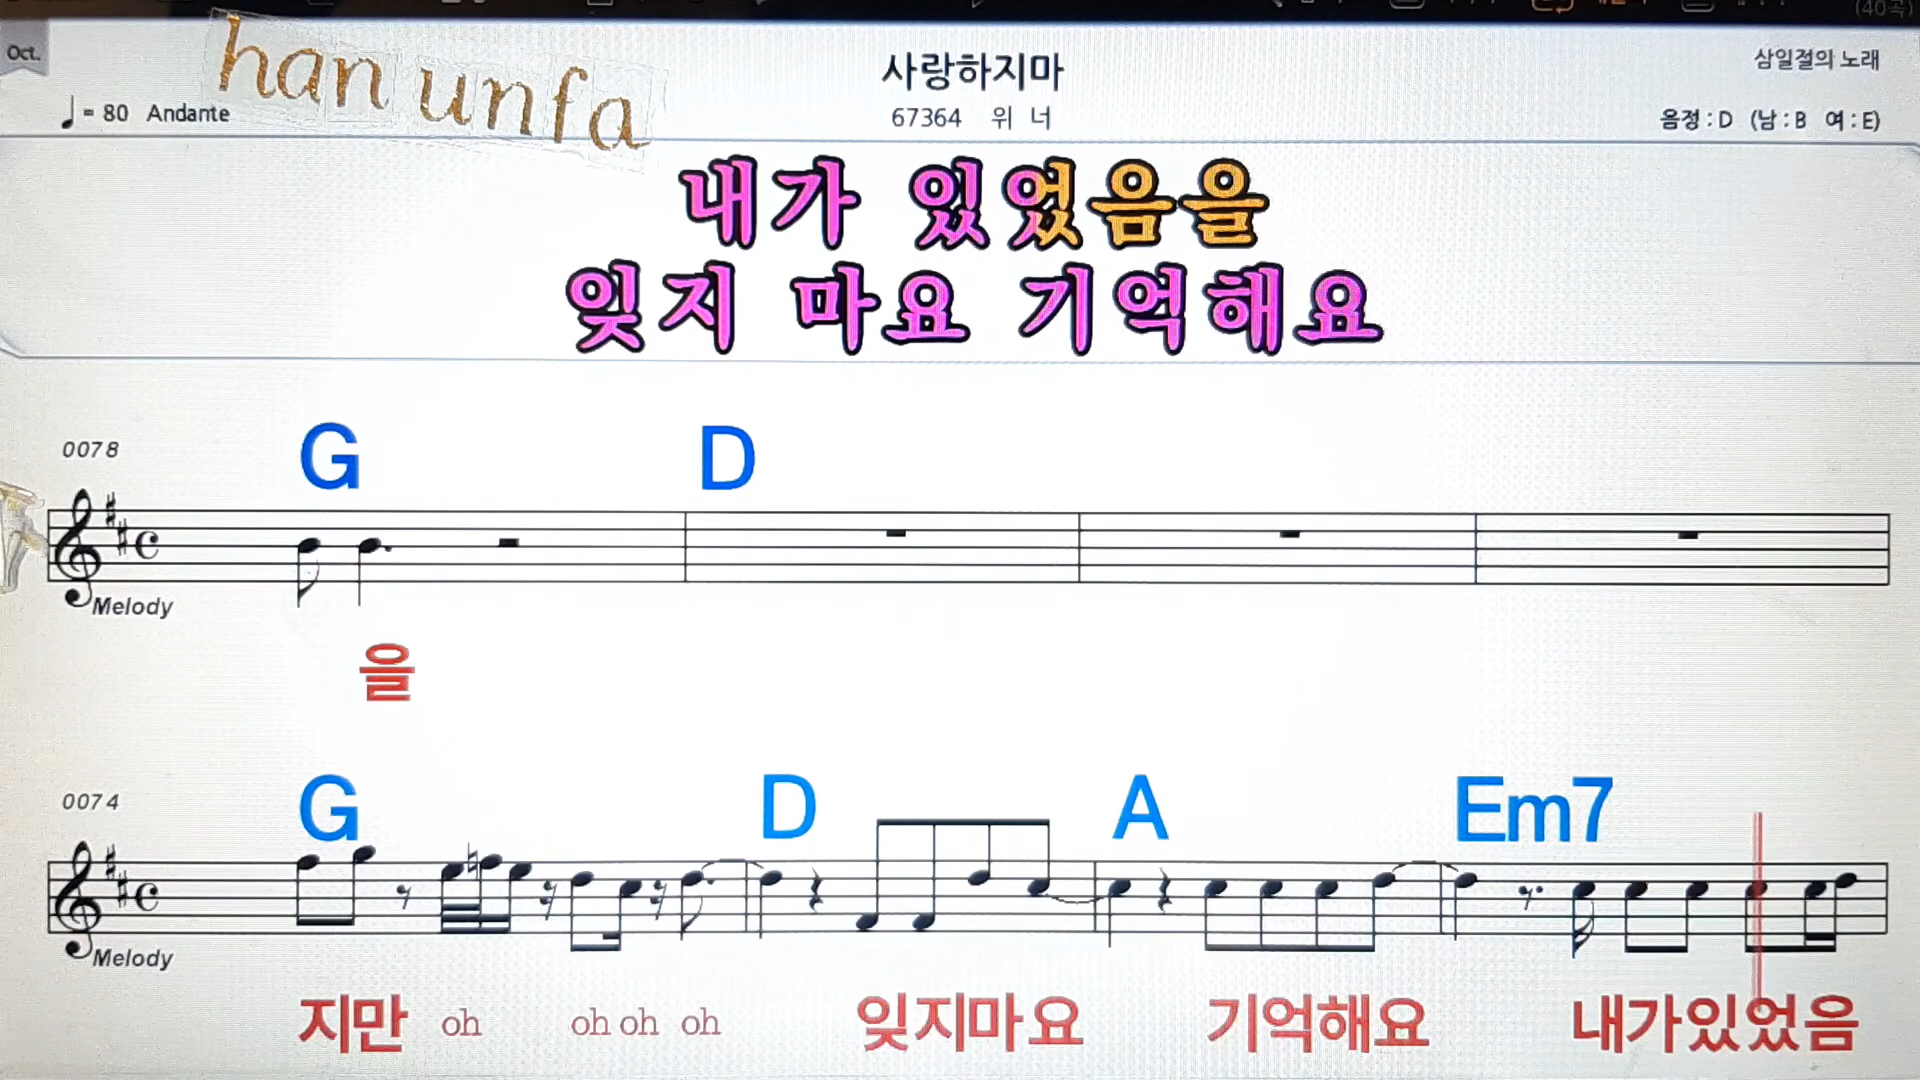 (40곡)
Oct.
han unfa
사랑하지마
삼일절의 노래
= 80 Andante
67364 위 너
음정 : D (남 : B 여 : E)
내가 있었음을
잊지 마요 기억해요
0078
G D
Melody
을
0074
G D A Em7
Melody
지만 oh oh oh oh 잊지마요 기억해요 내가있었음